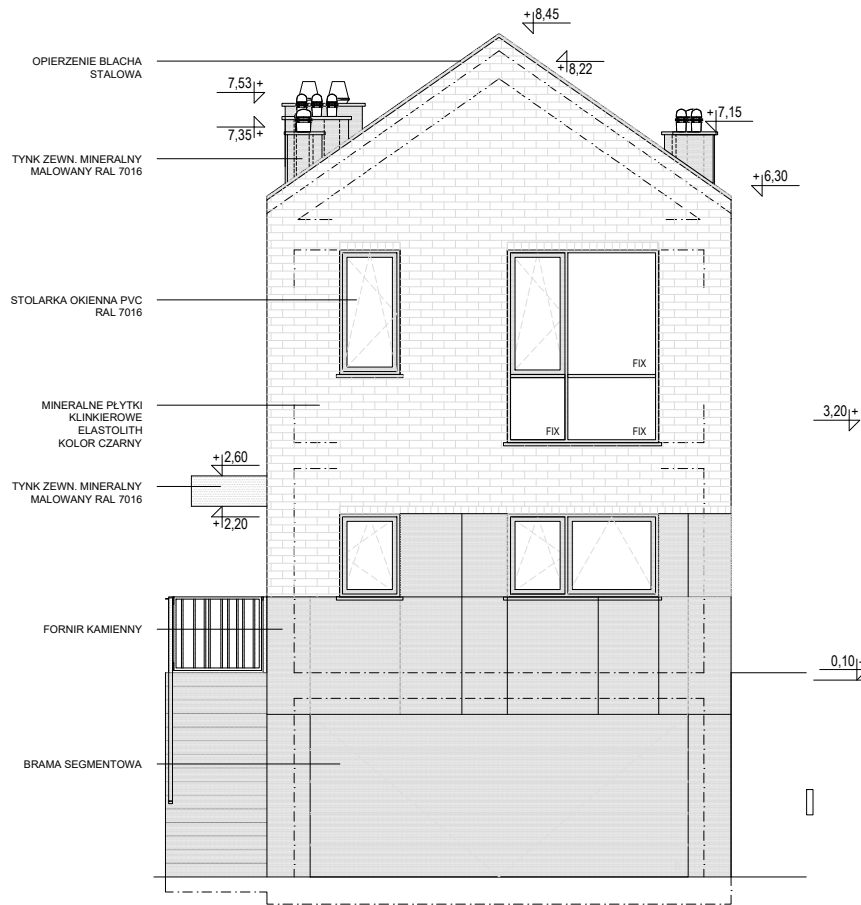 +8,45
OPIERZENIE BLACHA
STALOWA
+8,22
7,53+
+7,15
7,35+
TYNK ZEWN. MINERALNY
MALOWANY RAL 7016
+6,30
STOLARKA OKIENNA PVC
RAL 7016
FIX
MINERALNE PŁYTKI
KLINKIEROWE
ELASTOLITH
KOLOR CZARNY
3,20+
FIX
FIX
+2,60
TYNK ZEWN. MINERALNY
MALOWANY RAL 7016
+2,20
FORNIR KAMIENNY
0,10+
BRAMA SEGMENTOWA